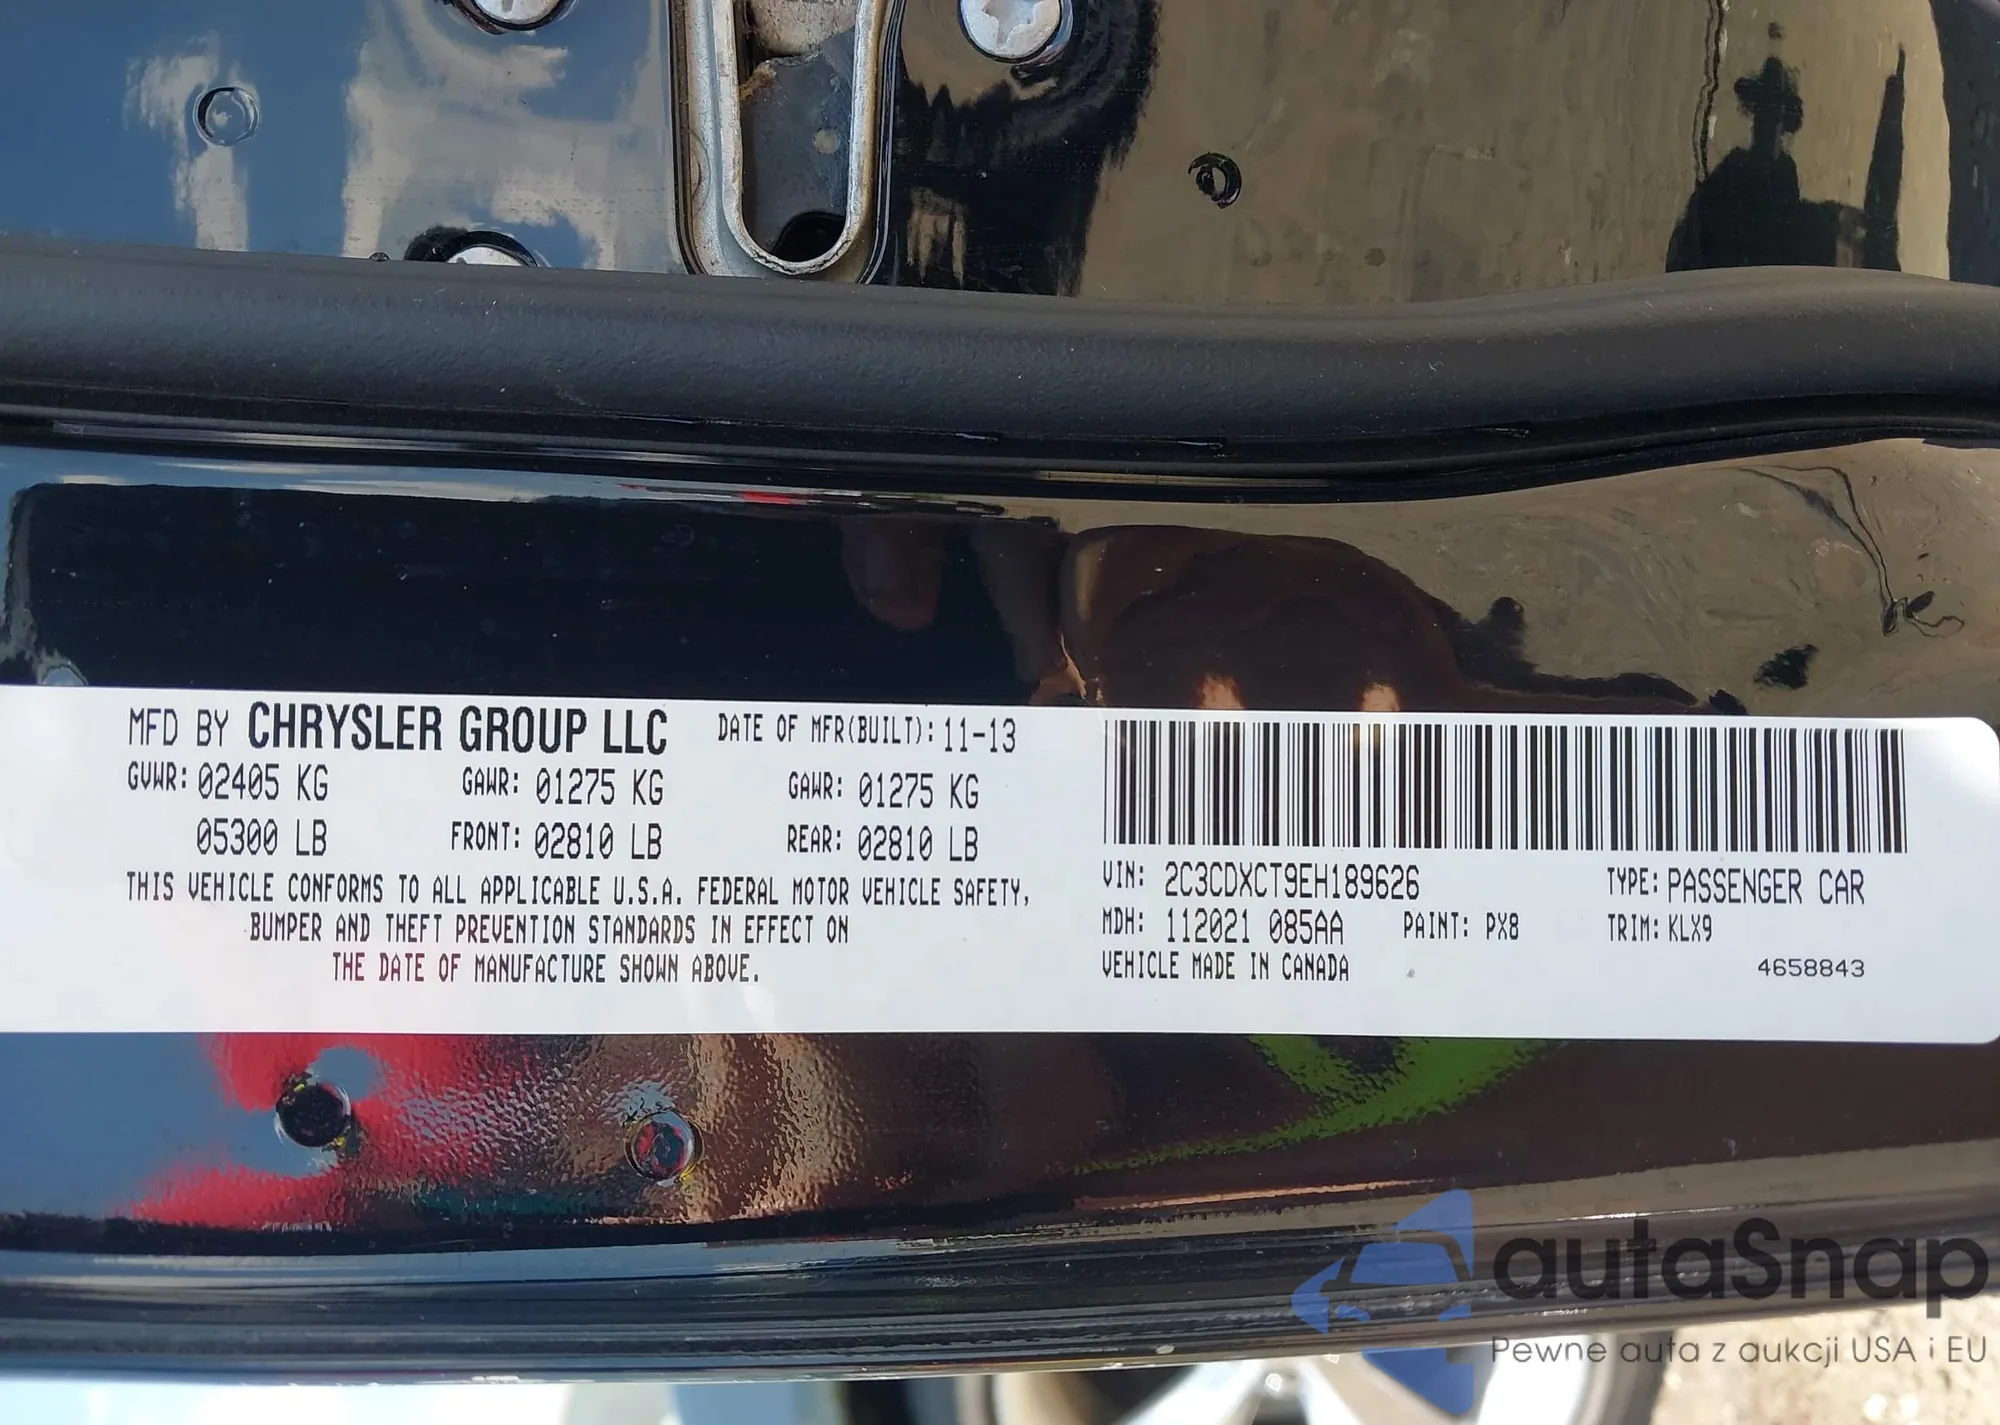 MFD BY CHRYSLER GROUP LLC DATE OF MFR(BUILT): 11-13
GVWR: 02405 KG GAWR: 01275 KG GAWR: 01275 KG
05300 LB FRONT: 02810 LB REAR: 02810 LB
THIS VEHICLE CONFORMS TO ALL APPLICABLE U.S.A. FEDERAL MOTOR VEHICLE SAFETY,
BUMPER AND THEFT PREVENTION STANDARDS IN EFFECT ON
THE DATE OF MANUFACTURE SHOWN ABOVE.
VIN: 2C3CDXCT9EH189626 TYPE: PASSENGER CAR
MDH: 112021 085AA PAINT: PX8 TRIM: KLX9
VEHICLE MADE IN CANADA 4658843
autaSnap
Pewne auta z aukcji USA i EU